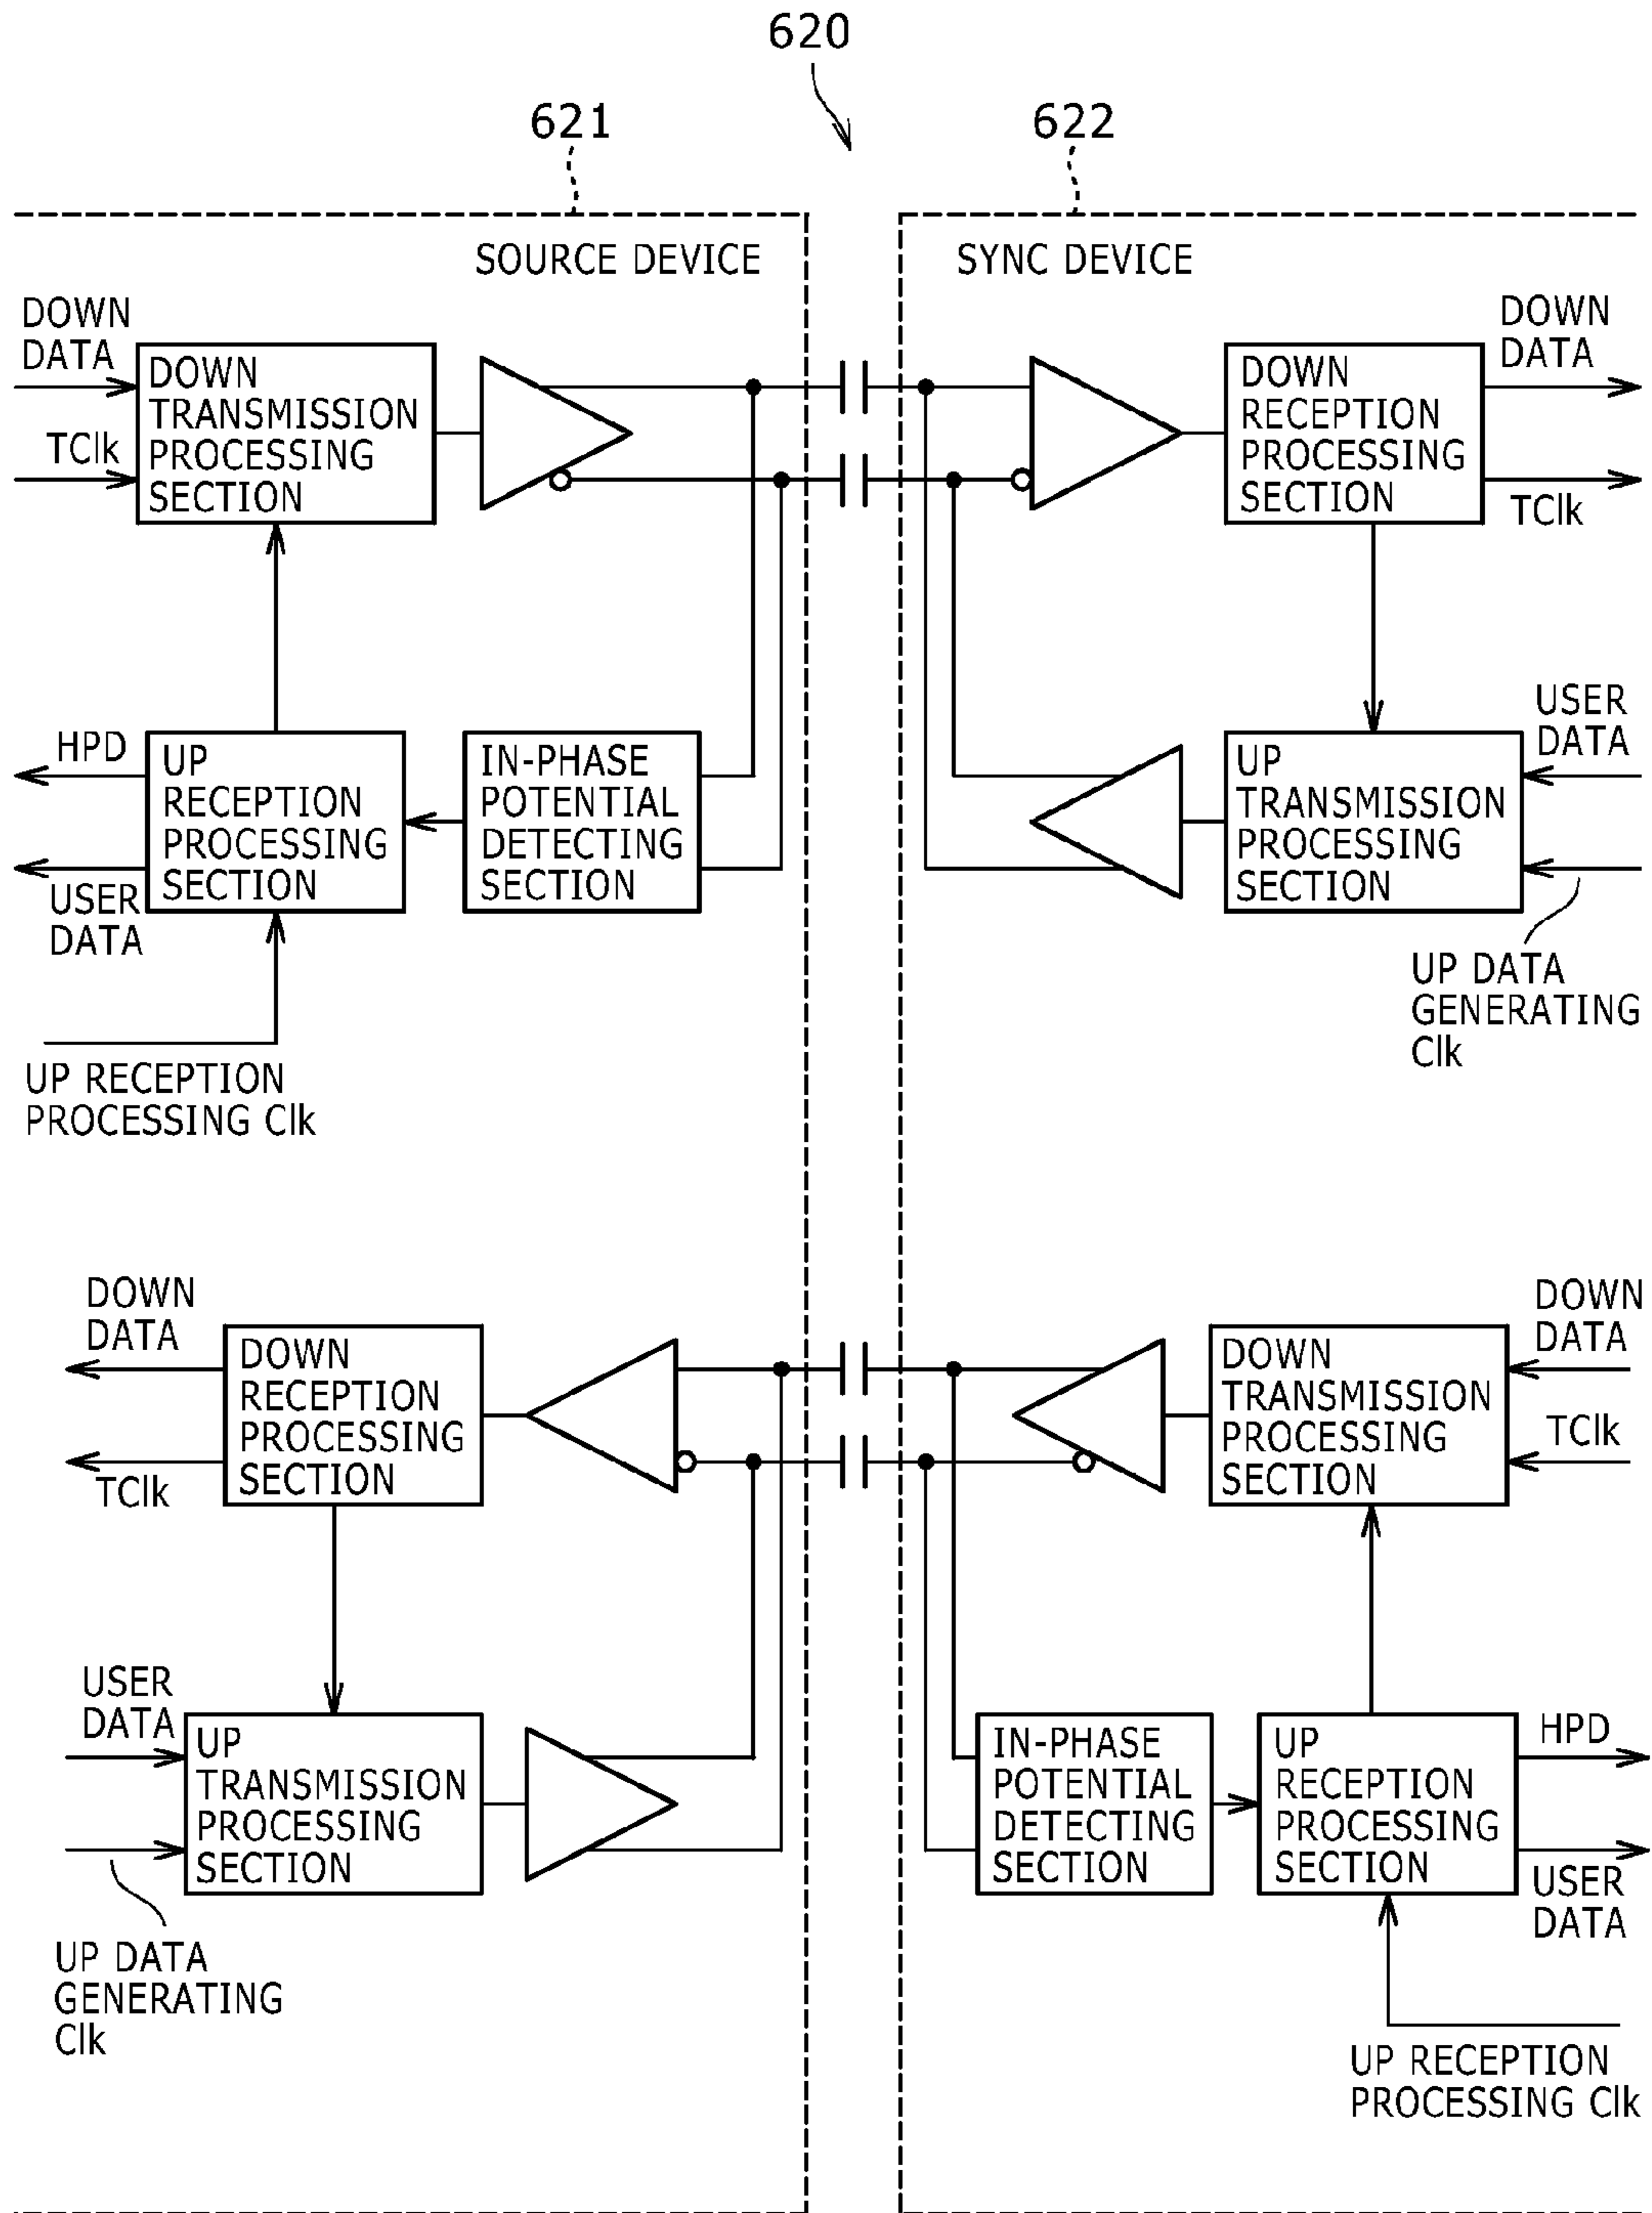 620
621
622
SOURCE DEVICE
SYNC DEVICE
DOWN
DATA
TClk
DOWN
TRANSMISSION
PROCESSING
SECTION
DOWN
RECEPTION
PROCESSING
SECTION
DOWN
DATA
TClk
HPD
USER
DATA
UP
RECEPTION
PROCESSING
SECTION
IN-PHASE
POTENTIAL
DETECTING
SECTION
UP
TRANSMISSION
PROCESSING
SECTION
USER
DATA
UP DATA
GENERATING
Clk
UP RECEPTION
PROCESSING Clk
DOWN
DATA
TClk
DOWN
RECEPTION
PROCESSING
SECTION
DOWN
TRANSMISSION
PROCESSING
SECTION
DOWN
DATA
TClk
USER
DATA
UP
TRANSMISSION
PROCESSING
SECTION
UP DATA
GENERATING
Clk
IN-PHASE
POTENTIAL
DETECTING
SECTION
UP
RECEPTION
PROCESSING
SECTION
HPD
USER
DATA
UP RECEPTION
PROCESSING Clk